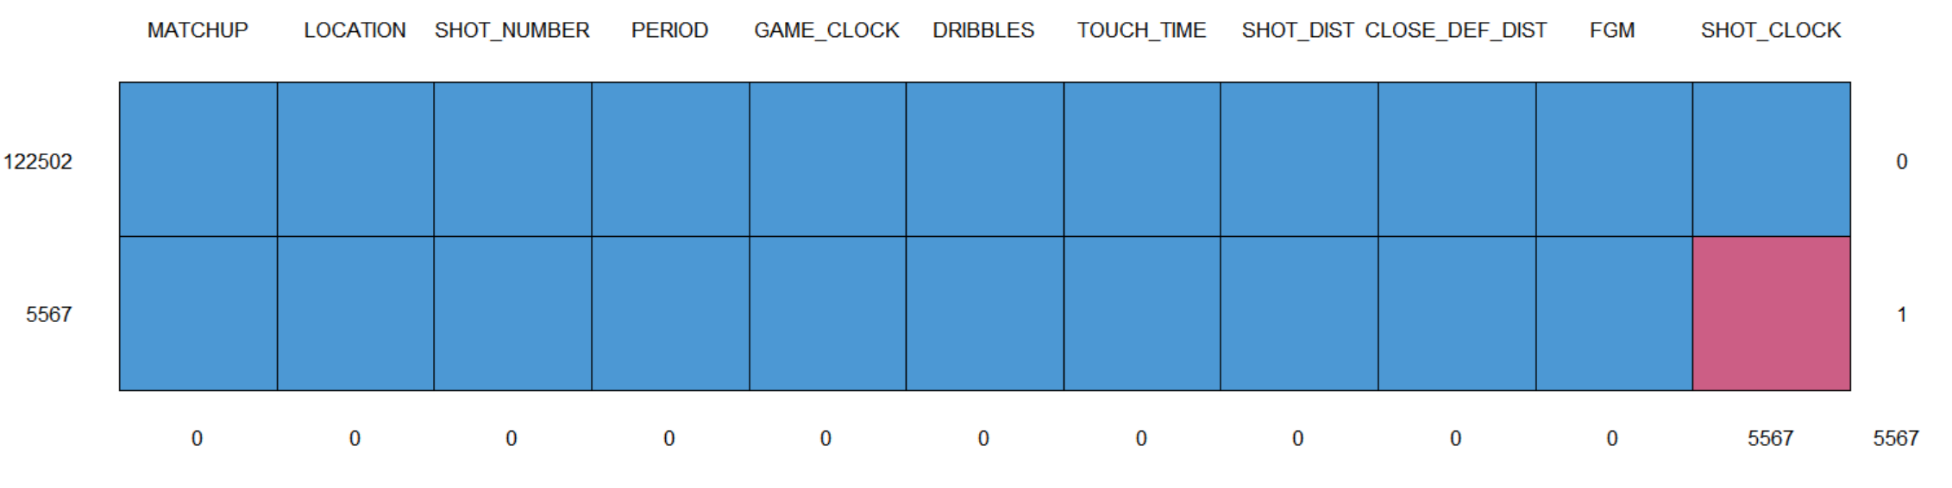 MATCHUP LOCATION SHOT_NUMBER PERIOD GAME_CLOCK DRIBBLES TOUCH_TIME SHOT_DIST CLOSE_DEF_DIST FGM SHOT_CLOCK
122502 0
5567 1
0 0 0 0 0 0 0 0 0 0 5567 5567